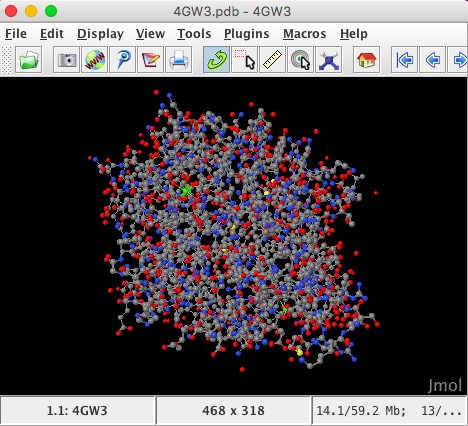 4GW3.pdb - 4GW3
File Edit Display View Tools Plugins Macros Help
WWW
Jmol
1.1: 4GW3 468 x 318 14.1/59.2 Mb; 13/...